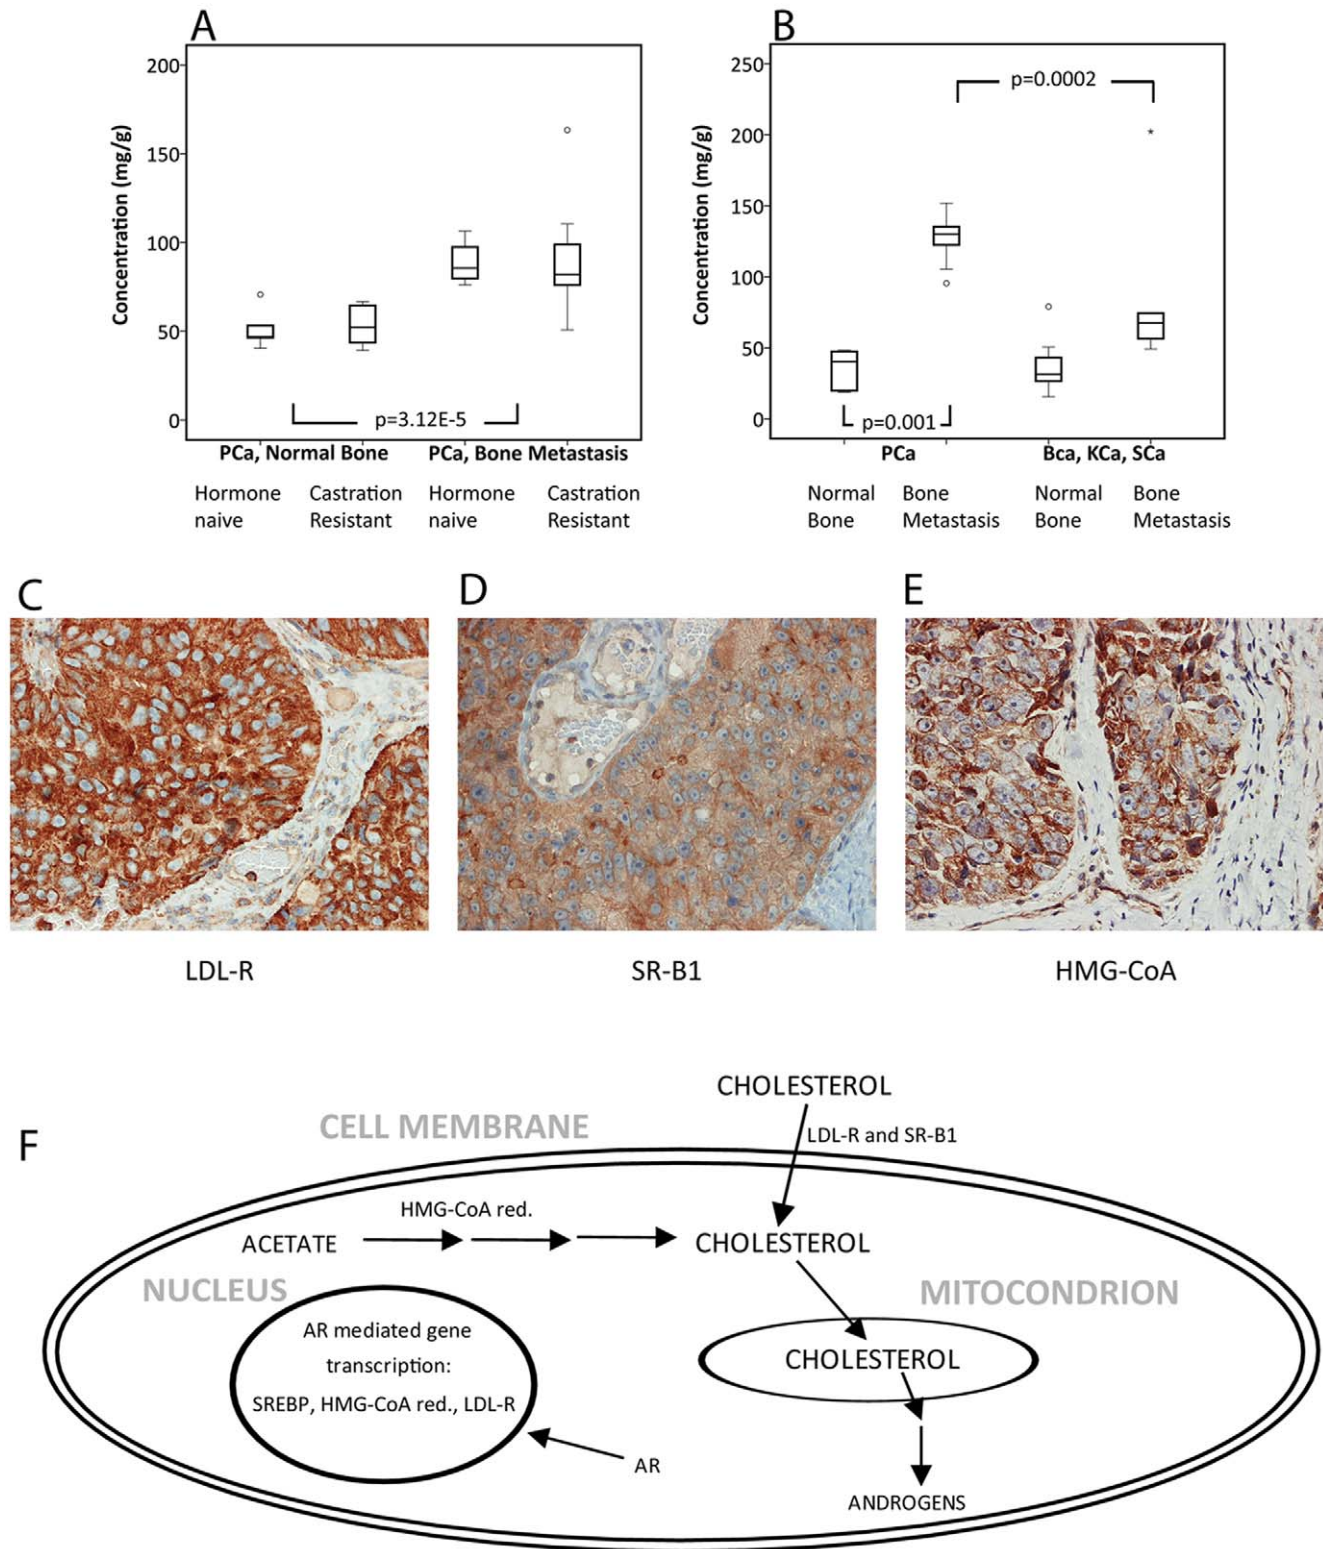 A
Concentration (mg/g)
200
150
100
50
0
p=3.12E-5
PCa, Normal Bone
PCa, Bone Metastasis
Hormone
naive
Castration
Resistant
Hormone
naive
Castration
Resistant
B
Concentration (mg/g)
250
200
150
100
50
0
p=0.0002
p=0.001
PCa
Bca, KCa, SCa
Normal
Bone
Bone
Metastasis
Normal
Bone
Bone
Metastasis
C
LDL-R
D
SR-B1
E
HMG-CoA
F
CELL MEMBRANE
CHOLESTEROL
LDL-R and SR-B1
HMG-CoA red.
ACETATE
CHOLESTEROL
NUCLEUS
MITOCONDRION
AR mediated gene
transcription:
SREBP, HMG-CoA red., LDL-R
CHOLESTEROL
AR
ANDROGENS